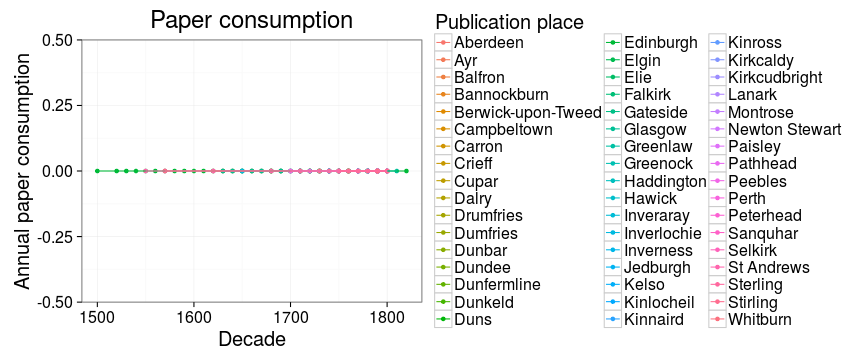 Paper consumption
Annual paper consumption
0.50
0.25
0.00
-0.25
-0.50
1500
1600
1700
1800
Decade
Publication place
Aberdeen
Ayr
Balfron
Bannockburn
Berwick-upon-Tweed
Campbeltown
Carron
Crieff
Cupar
Dalry
Drumfries
Dumfries
Dunbar
Dundee
Dunfermline
Dunkeld
Duns
Edinburgh
Elgin
Elie
Falkirk
Gateside
Glasgow
Greenlaw
Greenock
Haddington
Hawick
Inveraray
Inverlochie
Inverness
Jedburgh
Kelso
Kinlocheil
Kinnaird
Kinross
Kirkcaldy
Kirkcudbright
Lanark
Montrose
Newton Stewart
Paisley
Pathhead
Peebles
Perth
Peterhead
Sanquhar
Selkirk
St Andrews
Sterling
Stirling
Whitburn